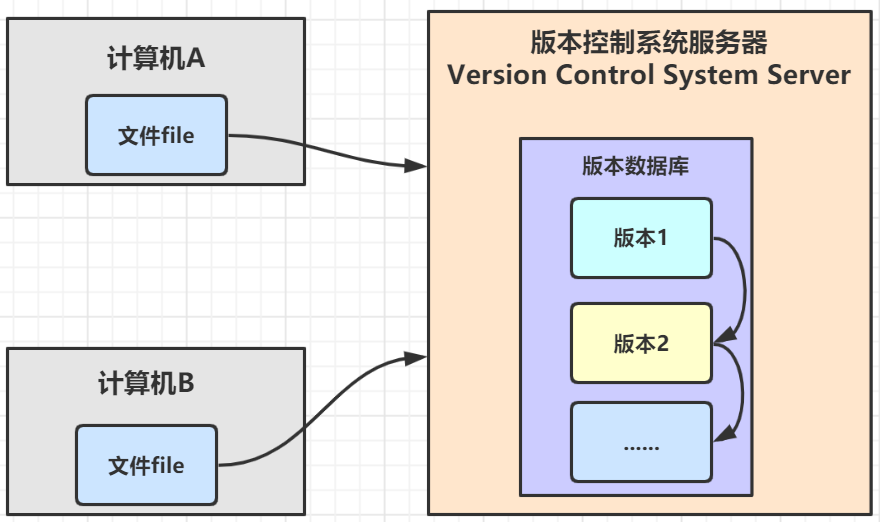 计算机A
文件file
版本控制系统服务器
Version Control System Server
版本数据库
版本1
版本2
......
计算机B
文件file